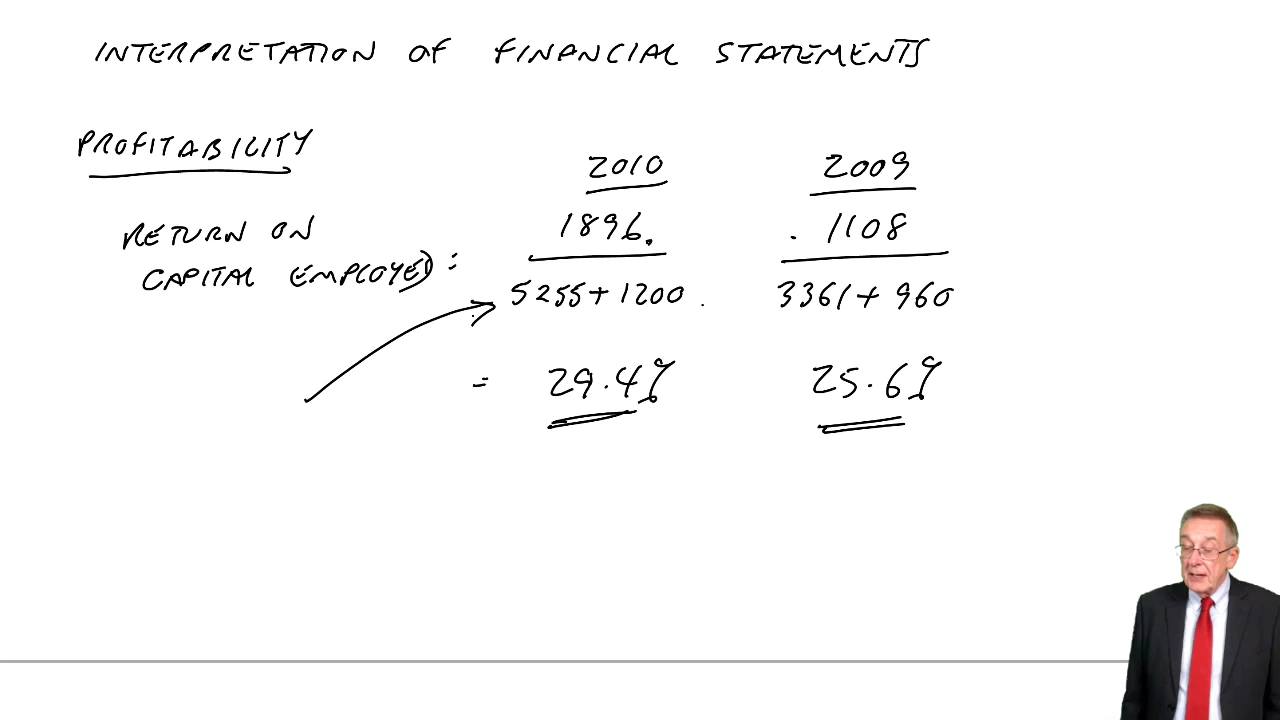 INTERPRETATION OF FINANCIAL STATEMENTS
PROFITABILITY
2010 2009
RETURN ON 1896. . 1108
CAPITAL EMPLOYED: 5255+1200 . 3361+960
= 29.4% 25.6%